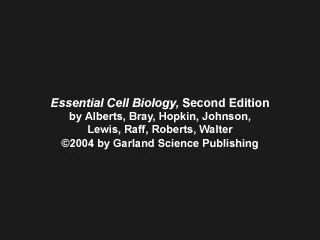 Essential Cell Biology, Second Edition
by Alberts, Bray, Hopkin, Johnson,
Lewis, Raff, Roberts, Walter
©2004 by Garland Science Publishing